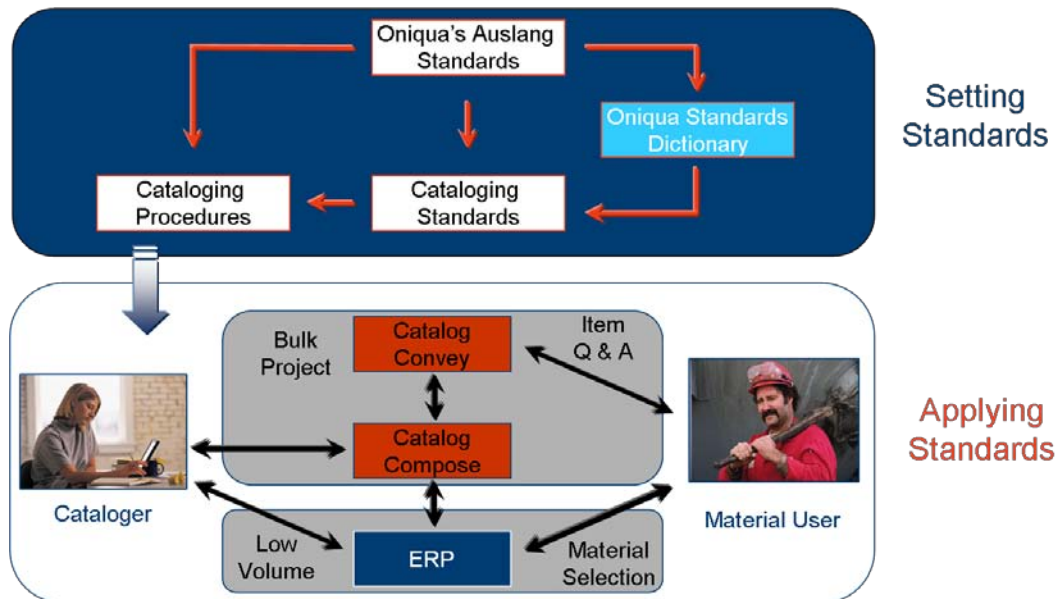 Oniqua's Auslang
Standards
Setting
Standards
Oniqua Standards
Dictionary
Cataloging
Procedures
Cataloging
Standards
Bulk
Project
Catalog
Convey
Item
Q & A
Catalog
Compose
Applying
Standards
Cataloger
Material User
Low
Volume
ERP
Material
Selection